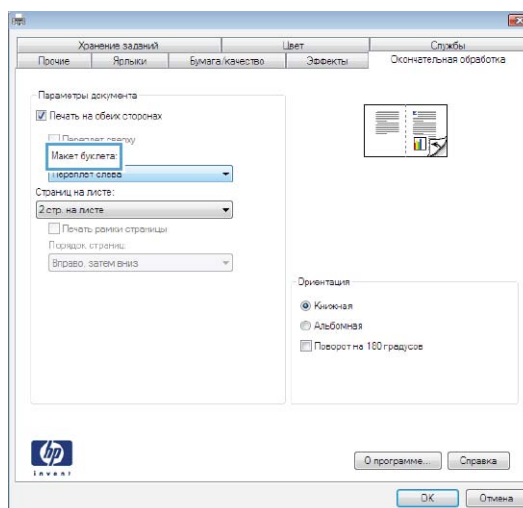 Хранение заданий Цвет Службы
Прочие Ярлыки Бумага/качество Эффекты Окончательная обработка
Параметры документа
Печать на обеих сторонах
Переплет сверху
Макет буклета:
Переплет слева
Страниц на листе:
2 стр. на листе
Печать рамки страницы
Порядок страниц:
Вправо, затем вниз
Ориентация
Книжная
Альбомная
Поворот на 180 градусов
hp
invent
О программе... Справка
OK Отмена